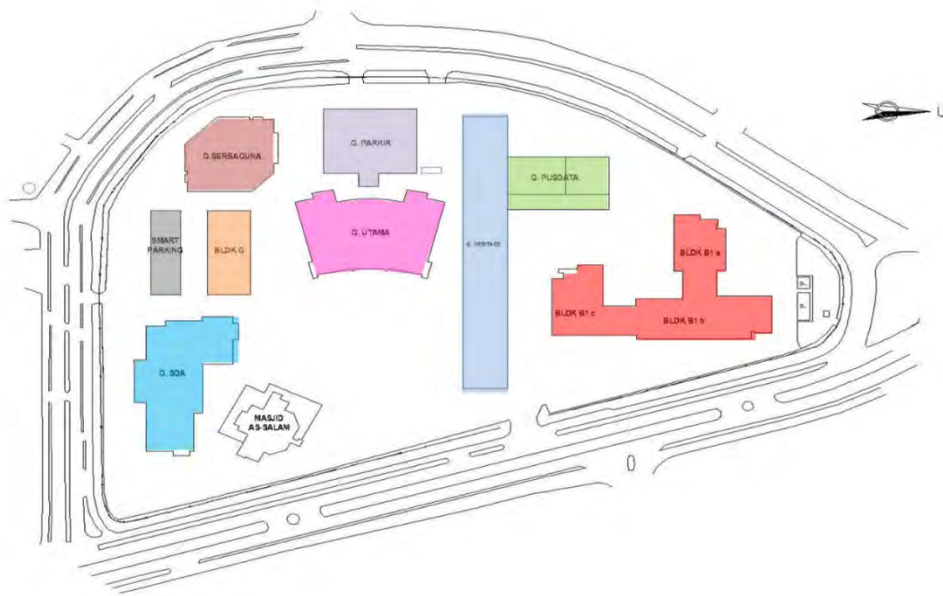 U
G. PARKIR
G.SERBAGUNA
G. PUSDATA
G. UTAMA
SMART
PARKING
BLOK G
BLOK B1 a
BLOK B1 c
BLOK B1 b
G. SDA
MASJID
AS-SALAM